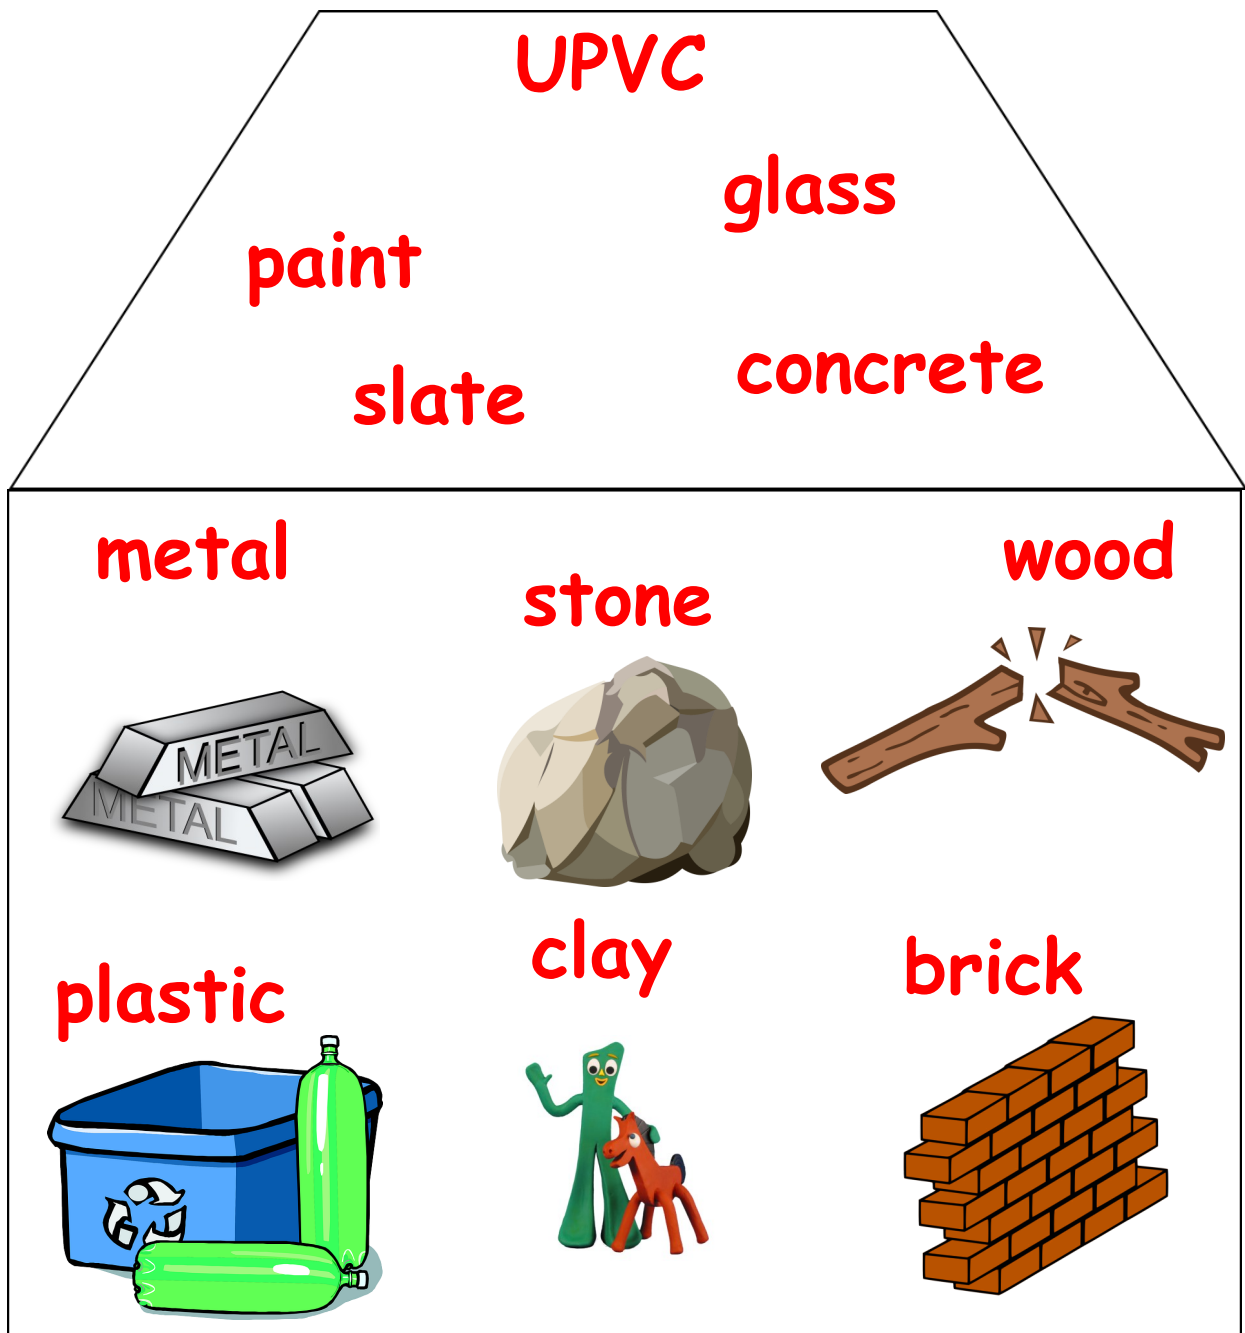 UPVC
glass
paint
concrete
slate
metal
wood
stone
METAL
METAL
clay
brick
plastic